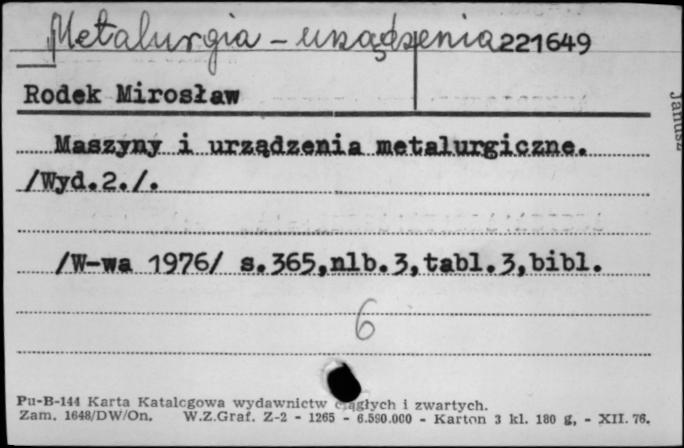 Metalurgia - urządzenia 221649
Rodek Mirosław
Janusz
Maszyny i urządzenia metalurgiczne.
/Wyd.2./.
/W-wa 1976/ s.365,nlb.3,tabl.3,bibl.
6
Pu-B-144 Karta Katalogowa wydawnictw ciągłych i zwartych.
Zam. 1648/DW/On. W.Z.Graf. Z-2 - 1265 - 6.590.000 - Karton 3 kl. 180 g, - XII. 76.